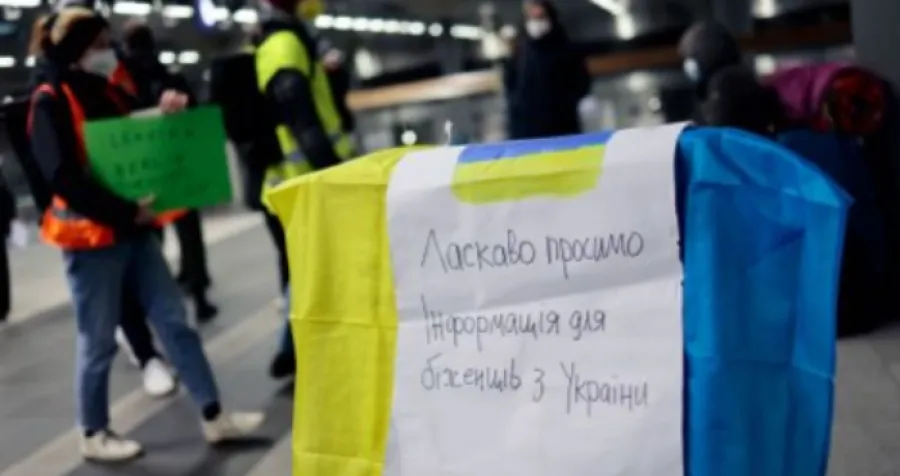 Ласкаво просимо
Інформація для
біженців з України